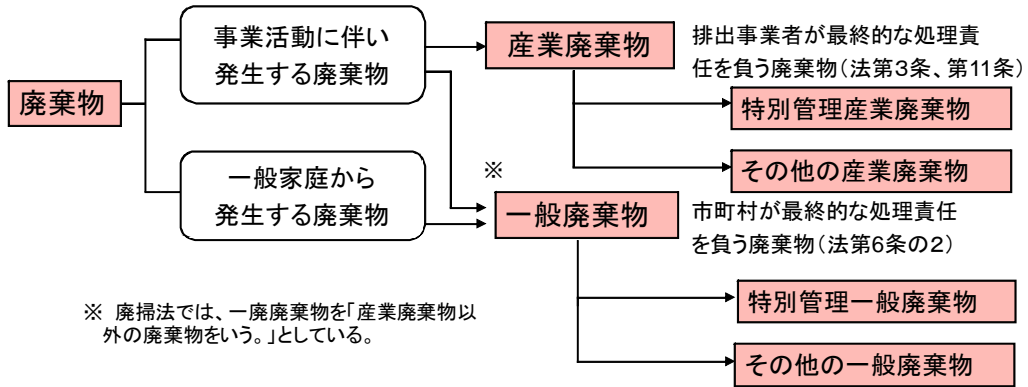 事業活動に伴い
発生する廃棄物
産業廃棄物
排出事業者が最終的な処理責
任を負う廃棄物(法第3条、第11条)
廃棄物
特別管理産業廃棄物
その他の産業廃棄物
一般家庭から
発生する廃棄物
※
一般廃棄物
市町村が最終的な処理責任
を負う廃棄物(法第6条の2)
特別管理一般廃棄物
※ 廃掃法では、一廃廃棄物を「産業廃棄物以
外の廃棄物をいう。」としている。
その他の一般廃棄物